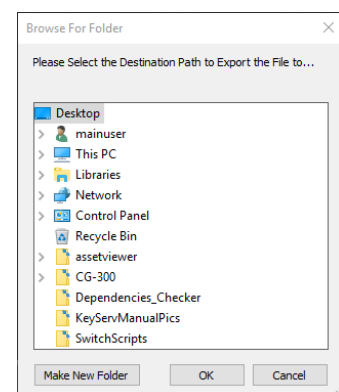 Browse For Folder
Please Select the Destination Path to Export the File to...
Desktop
mainuser
This PC
Libraries
Network
Control Panel
Recycle Bin
assetviewer
CG-300
Dependencies_Checker
KeyServManualPics
SwitchScripts
Make New Folder
OK
Cancel